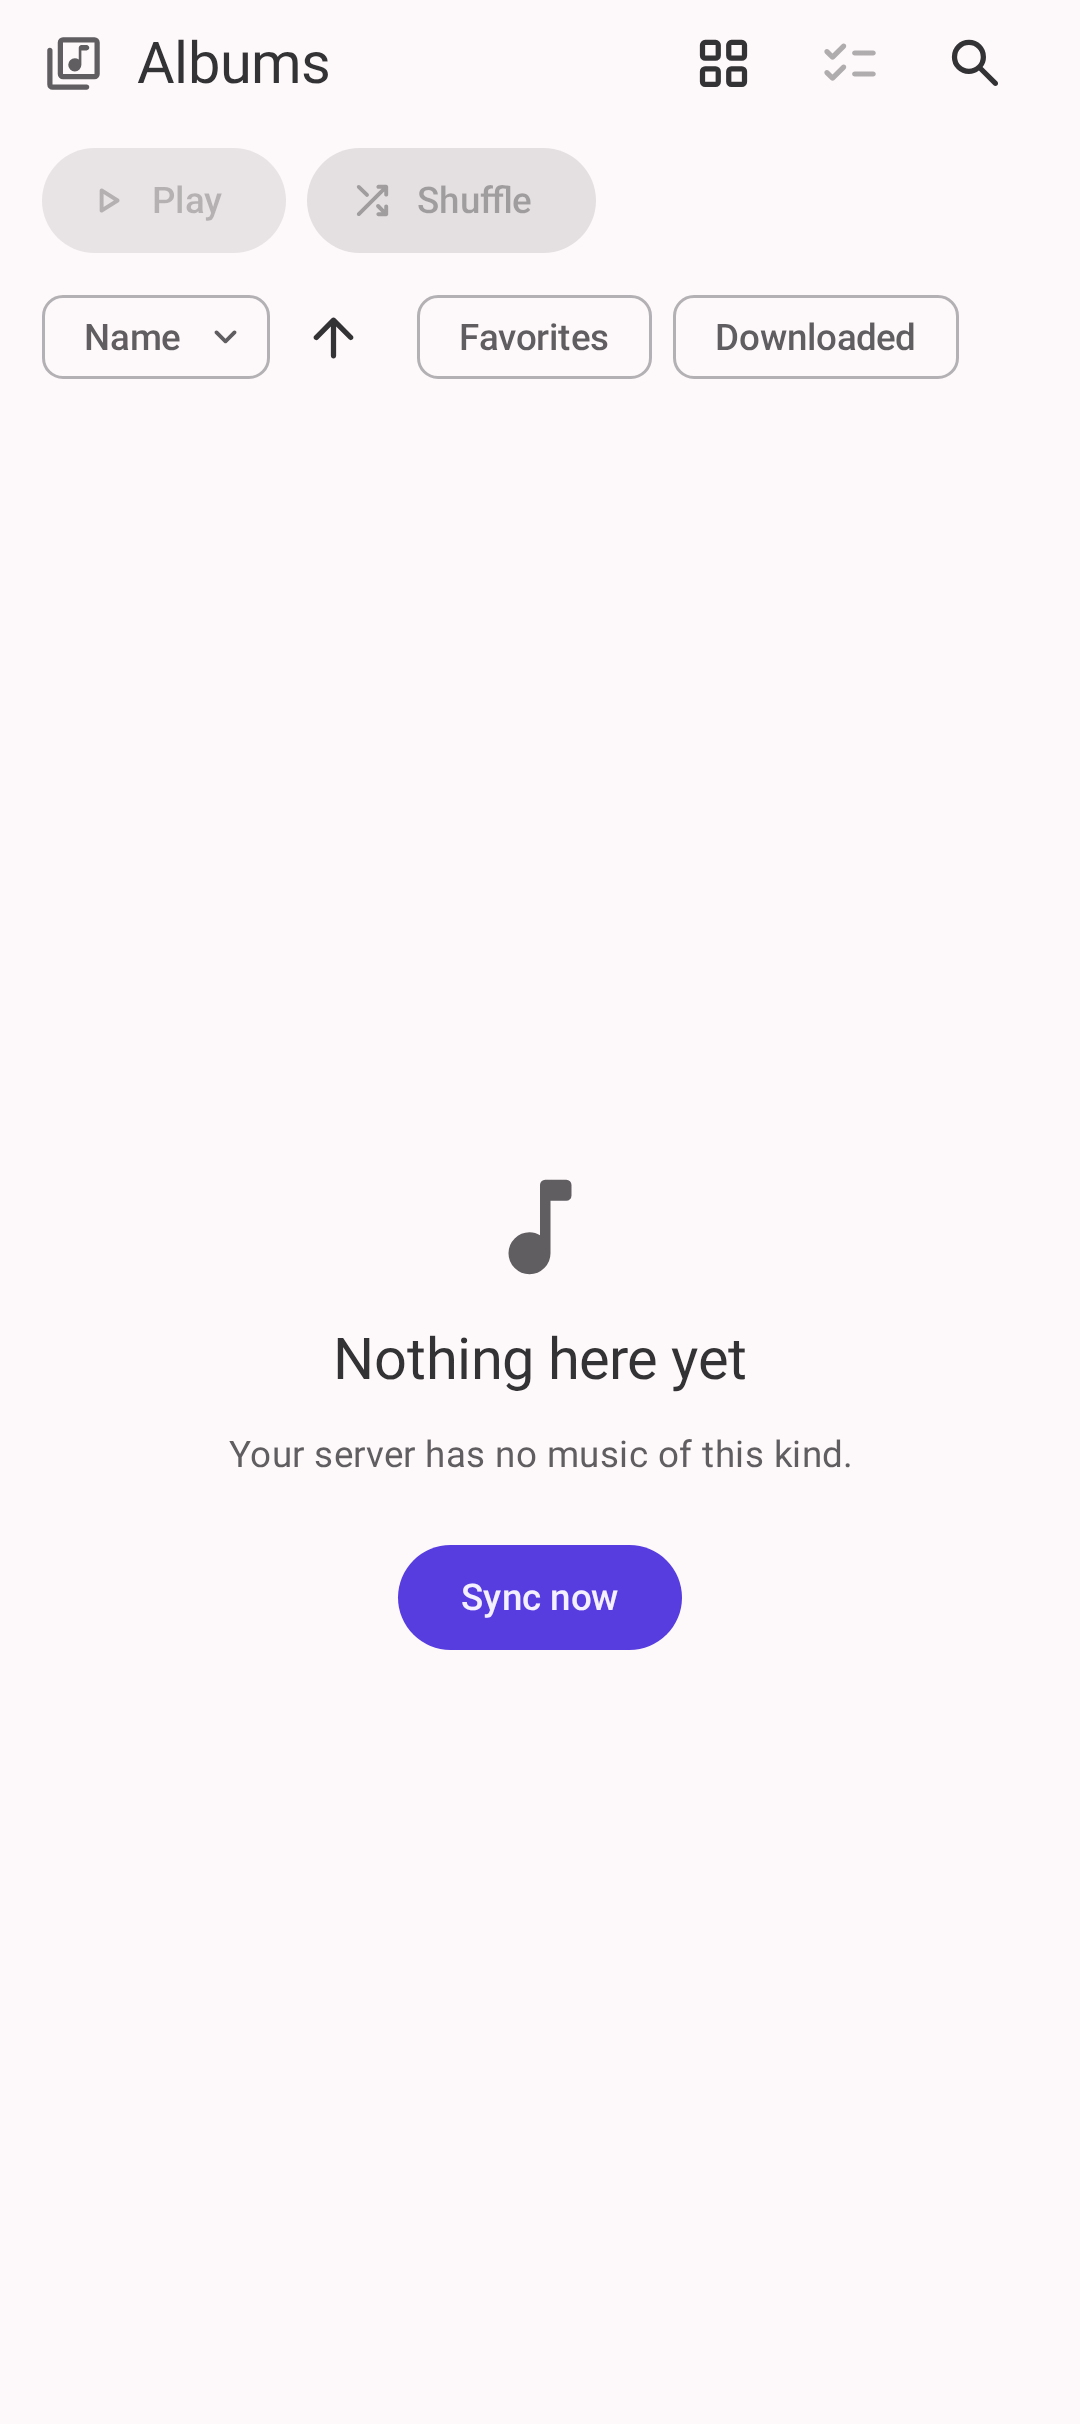 Albums
Play
Shuffle
Name
Favorites
Downloaded
Nothing here yet
Your server has no music of this kind.
Sync now